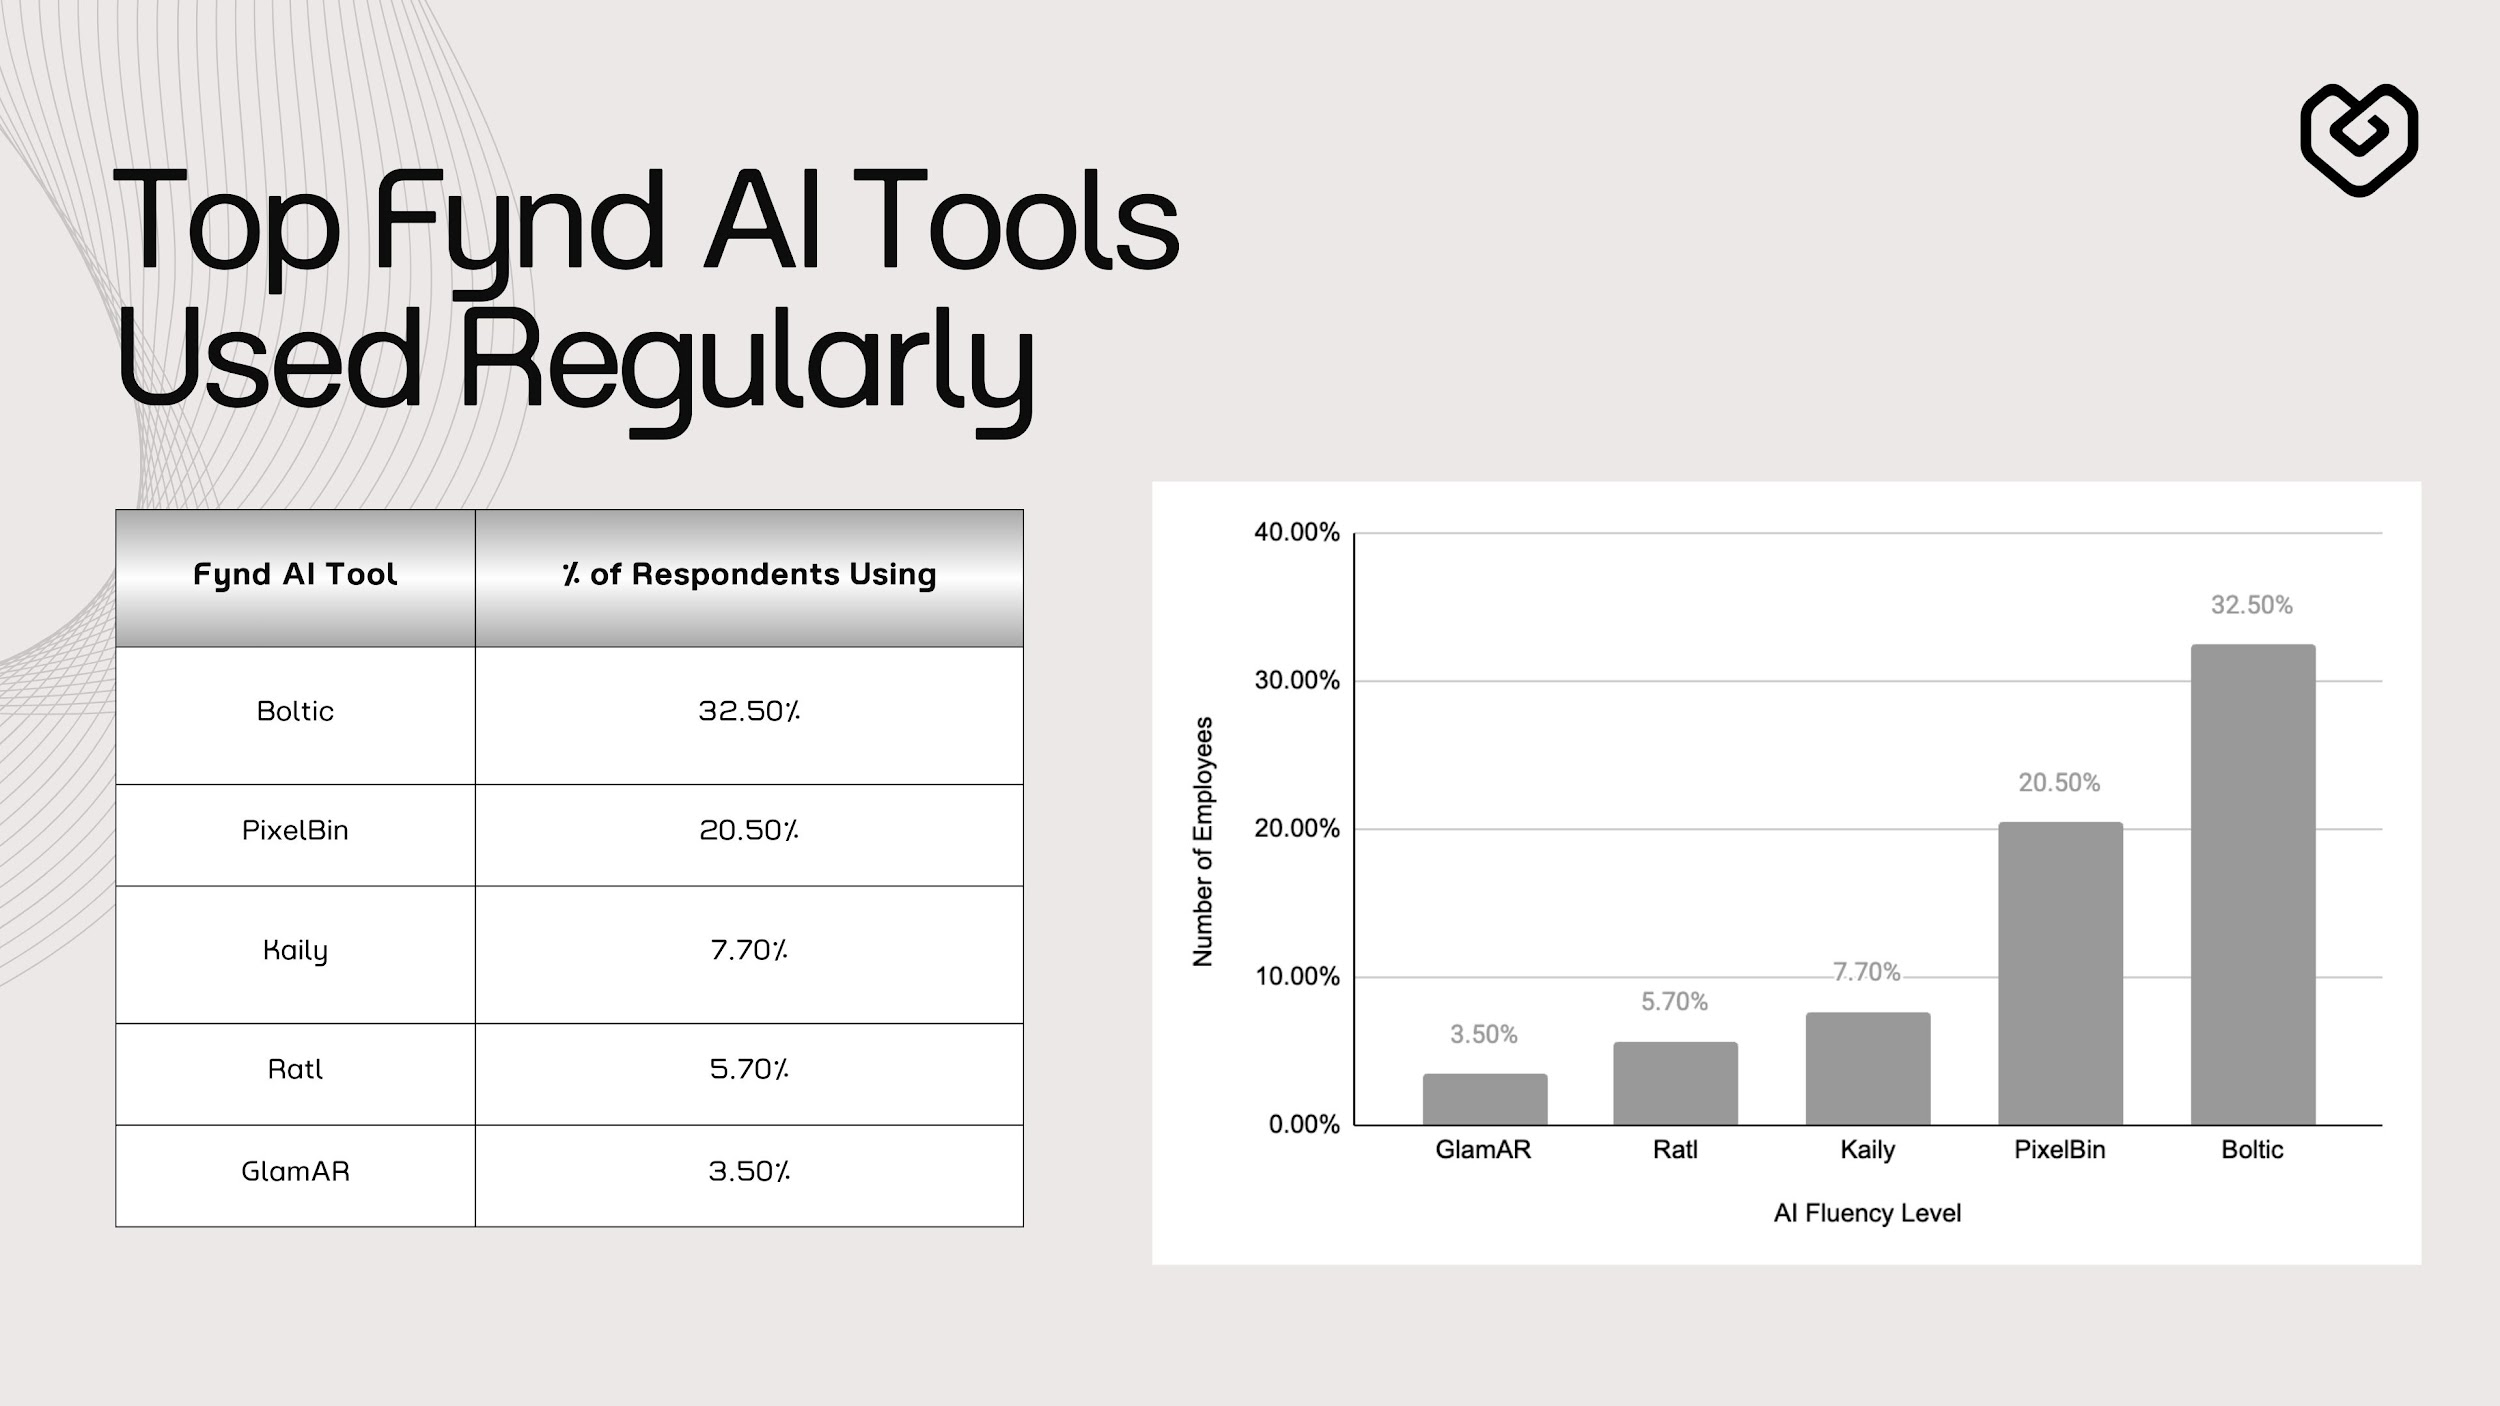 Top Fynd AI Tools
Used Regularly
Fynd AI Tool % of Respondents Using
Boltic 32.50%
PixelBin 20.50%
Kaily 7.70%
Ratl 5.70%
GlamAR 3.50%
Number of Employees
40.00%
30.00%
20.00%
10.00%
0.00%
3.50%
5.70%
7.70%
20.50%
32.50%
GlamAR Ratl Kaily PixelBin Boltic
AI Fluency Level